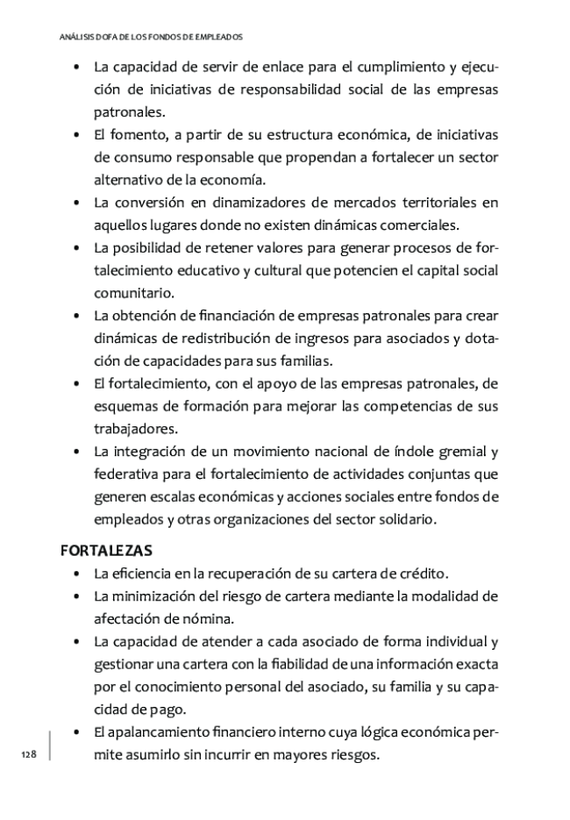 ANÁLISIS DOFA DE LOS FONDOS DE EMPLEADOS
• La capacidad de servir de enlace para el cumplimiento y ejecu-
ción de iniciativas de responsabilidad social de las empresas
patronales.
• El fomento, a partir de su estructura económica, de iniciativas
de consumo responsable que propendan a fortalecer un sector
alternativo de la economía.
• La conversión en dinamizadores de mercados territoriales en
aquellos lugares donde no existen dinámicas comerciales.
• La posibilidad de retener valores para generar procesos de for-
talecimiento educativo y cultural que potencien el capital social
comunitario.
• La obtención de financiación de empresas patronales para crear
dinámicas de redistribución de ingresos para asociados y dota-
ción de capacidades para sus familias.
• El fortalecimiento, con el apoyo de las empresas patronales, de
esquemas de formación para mejorar las competencias de sus
trabajadores.
• La integración de un movimiento nacional de índole gremial y
federativa para el fortalecimiento de actividades conjuntas que
generen escalas económicas y acciones sociales entre fondos de
empleados y otras organizaciones del sector solidario.
FORTALEZAS
• La eficiencia en la recuperación de su cartera de crédito.
• La minimización del riesgo de cartera mediante la modalidad de
afectación de nómina.
• La capacidad de atender a cada asociado de forma individual y
gestionar una cartera con la fiabilidad de una información exacta
por el conocimiento personal del asociado, su familia y su capa-
cidad de pago.
• El apalancamiento financiero interno cuya lógica económica per-
mite asumirlo sin incurrir en mayores riesgos.
128